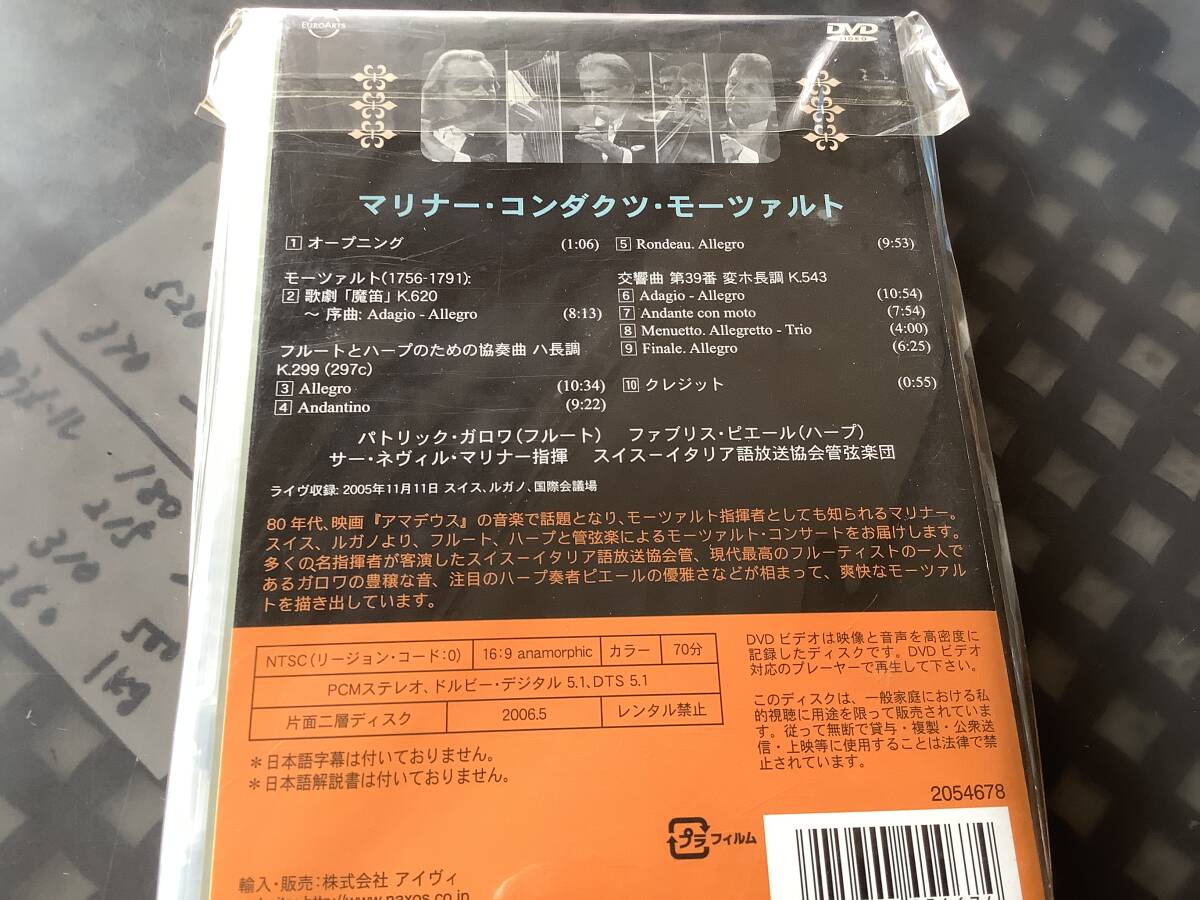 EUROARTS
DVD
VIDEO
マリナー・コンダクツ・モーツァルト
1 オープニング (1:06)
モーツァルト(1756-1791):
2 歌劇「魔笛」K.620
～ 序曲: Adagio - Allegro (8:13)
フルートとハープのための協奏曲 ハ長調
K.299 (297c)
3 Allegro (10:34)
4 Andantino (9:22)
5 Rondeau. Allegro (9:53)
交響曲 第39番 変ホ長調 K.543
6 Adagio - Allegro (10:54)
7 Andante con moto (7:54)
8 Menuetto. Allegretto - Trio (4:00)
9 Finale. Allegro (6:25)
10 クレジット (0:55)
パトリック・ガロワ(フルート) ファブリス・ピエール(ハープ)
サー・ネヴィル・マリナー指揮 スイス－イタリア語放送協会管弦楽団
ライヴ収録: 2005年11月11日 スイス、ルガノ、国際会議場
80年代、映画『アマデウス』の音楽で話題となり、モーツァルト指揮者としても知られるマリナー。
スイス、ルガノより、フルート、ハープと管弦楽によるモーツァルト・コンサートをお届けします。
多くの名指揮者が客演したスイス－イタリア語放送協会管、現代最高のフルーティストの一人で
あるガロワの豊穣な音、注目のハープ奏者ピエールの優雅さなどが相まって、爽快なモーツァル
トを描き出しています。
NTSC(リージョン・コード:0) 16:9 anamorphic カラー 70分
PCMステレオ、ドルビー・デジタル 5.1、DTS 5.1
片面二層ディスク 2006.5 レンタル禁止
＊日本語字幕は付いておりません。
＊日本語解説書は付いておりません。
DVD ビデオは映像と音声を高密度に
記録したディスクです。DVD ビデオ
対応のプレーヤーで再生して下さい。
このディスクは、一般家庭における私
的視聴に用途を限って販売されていま
す。従って無断で貸与・複製・公衆送
信・上映等に使用することは法律で禁
止されています。
2054678
プラ フィルム
輸入・販売:株式会社 アイヴィ
http://www.naxos.co.jp
520
370
180
215
310
360
550
1kg